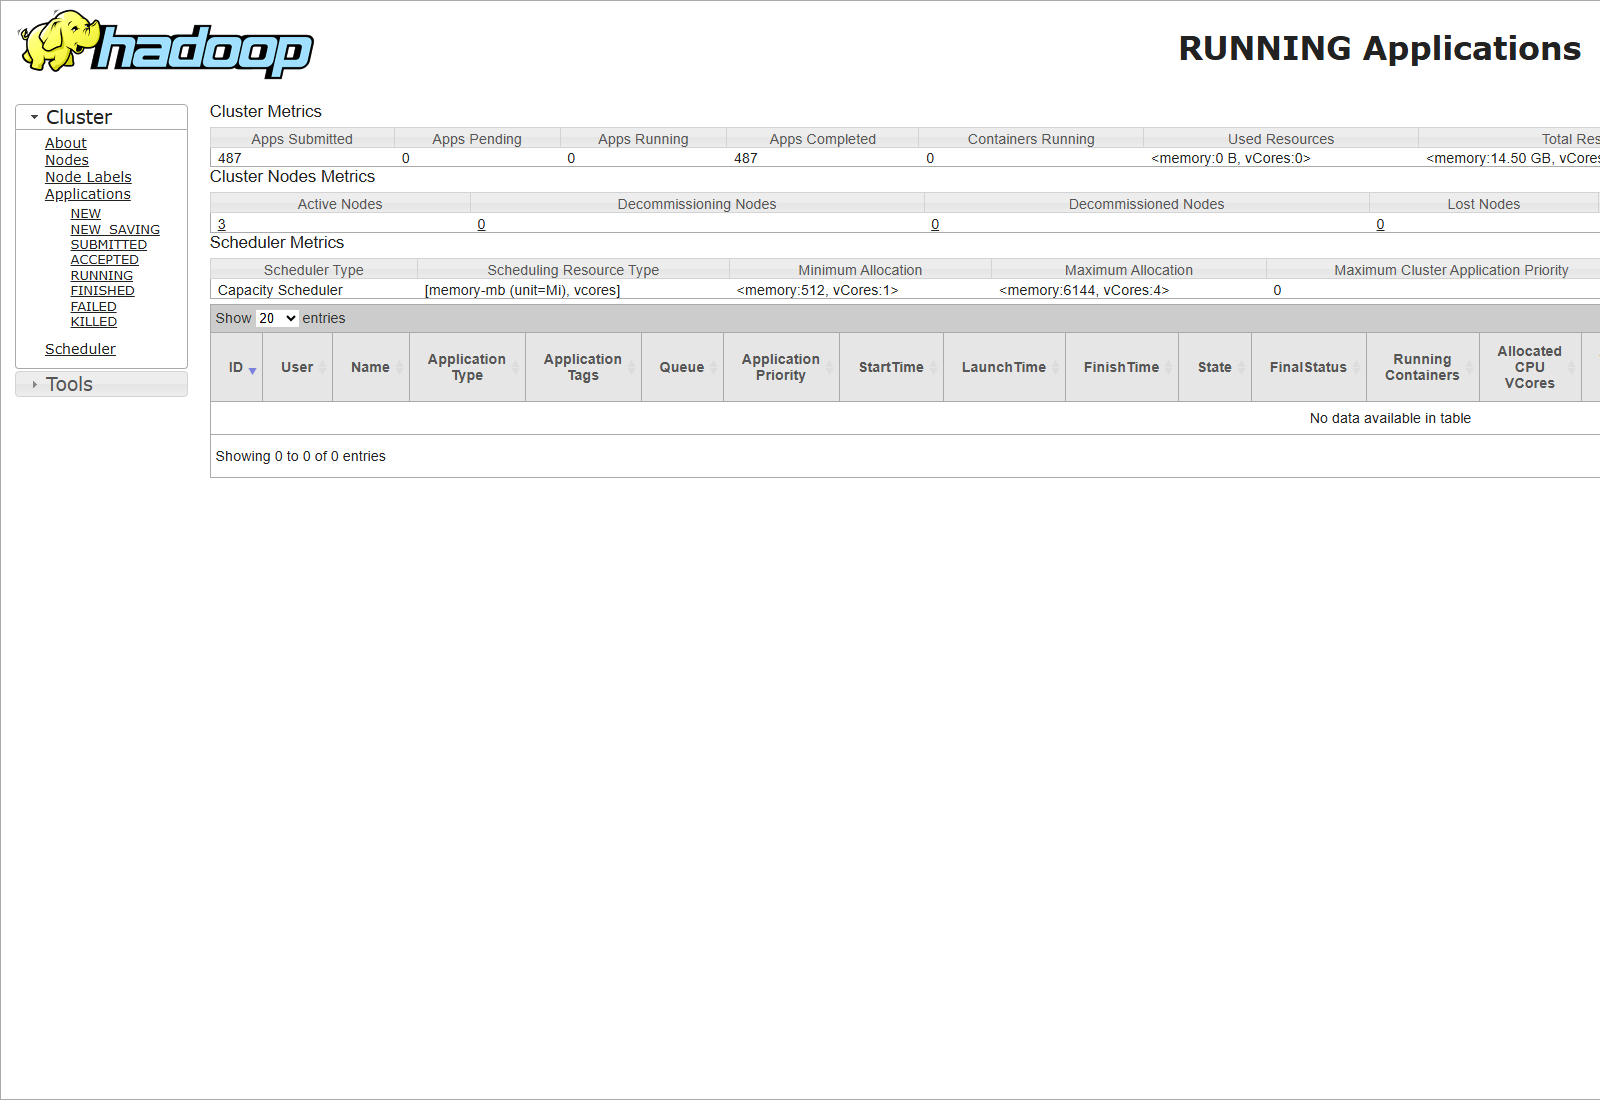 hadoop
RUNNING Applications
Cluster
About
Nodes
Node Labels
Applications
NEW
NEW_SAVING
SUBMITTED
ACCEPTED
RUNNING
FINISHED
FAILED
KILLED
Scheduler
Tools
Cluster Metrics
Apps Submitted Apps Pending Apps Running Apps Completed Containers Running Used Resources Total Res
487 0 0 487 0 <memory:0 B, vCores:0> <memory:14.50 GB, vCores
Cluster Nodes Metrics
Active Nodes Decommissioning Nodes Decommissioned Nodes Lost Nodes
3 0 0 0
Scheduler Metrics
Scheduler Type Scheduling Resource Type Minimum Allocation Maximum Allocation Maximum Cluster Application Priority
Capacity Scheduler [memory-mb (unit=Mi), vcores] <memory:512, vCores:1> <memory:6144, vCores:4> 0
Show 20 entries
ID User Name Application Type Application Tags Queue Application Priority StartTime LaunchTime FinishTime State FinalStatus Running Containers Allocated CPU VCores
No data available in table
Showing 0 to 0 of 0 entries